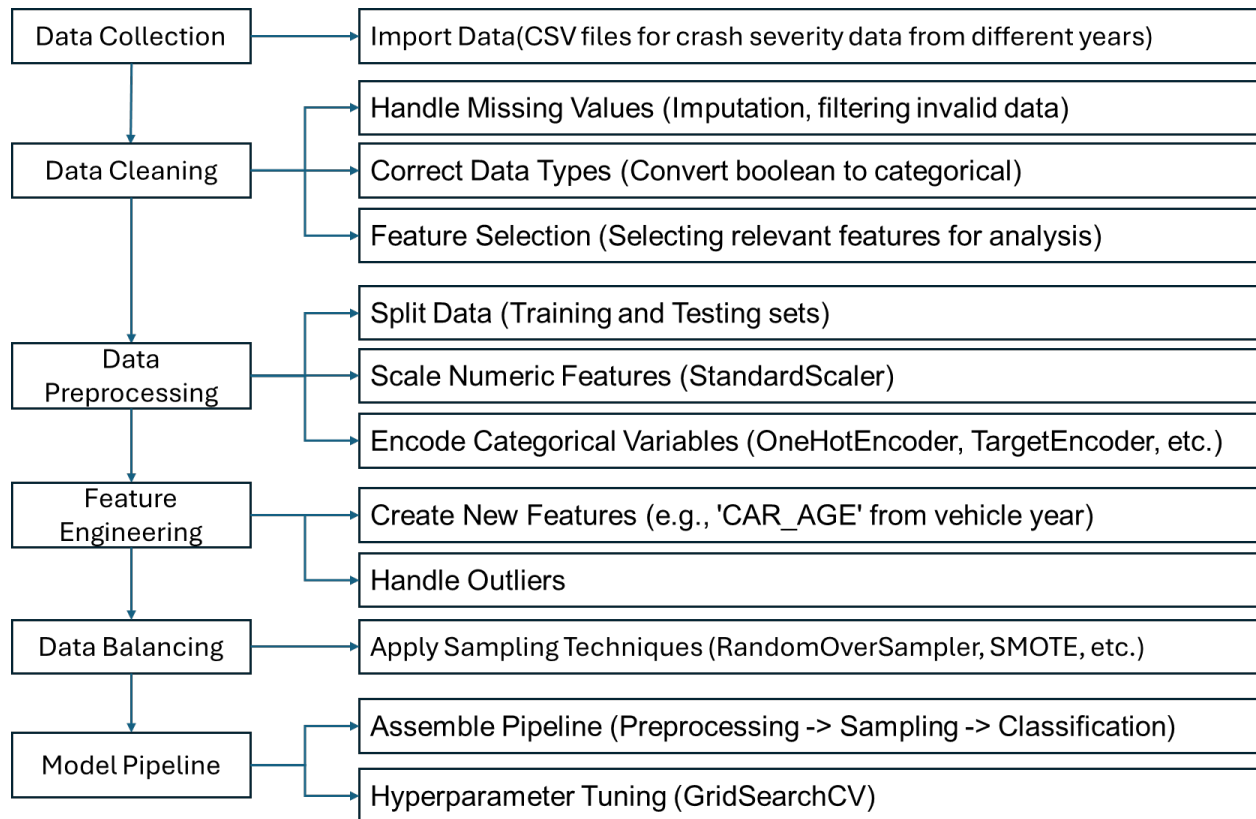 Data Collection
Import Data(CSV files for crash severity data from different years)
Handle Missing Values (Imputation, filtering invalid data)
Data Cleaning
Correct Data Types (Convert boolean to categorical)
Feature Selection (Selecting relevant features for analysis)
Split Data (Training and Testing sets)
Data
Preprocessing
Scale Numeric Features (StandardScaler)
Encode Categorical Variables (OneHotEncoder, TargetEncoder, etc.)
Feature
Engineering
Create New Features (e.g., 'CAR_AGE' from vehicle year)
Handle Outliers
Data Balancing
Apply Sampling Techniques (RandomOverSampler, SMOTE, etc.)
Assemble Pipeline (Preprocessing -> Sampling -> Classification)
Model Pipeline
Hyperparameter Tuning (GridSearchCV)